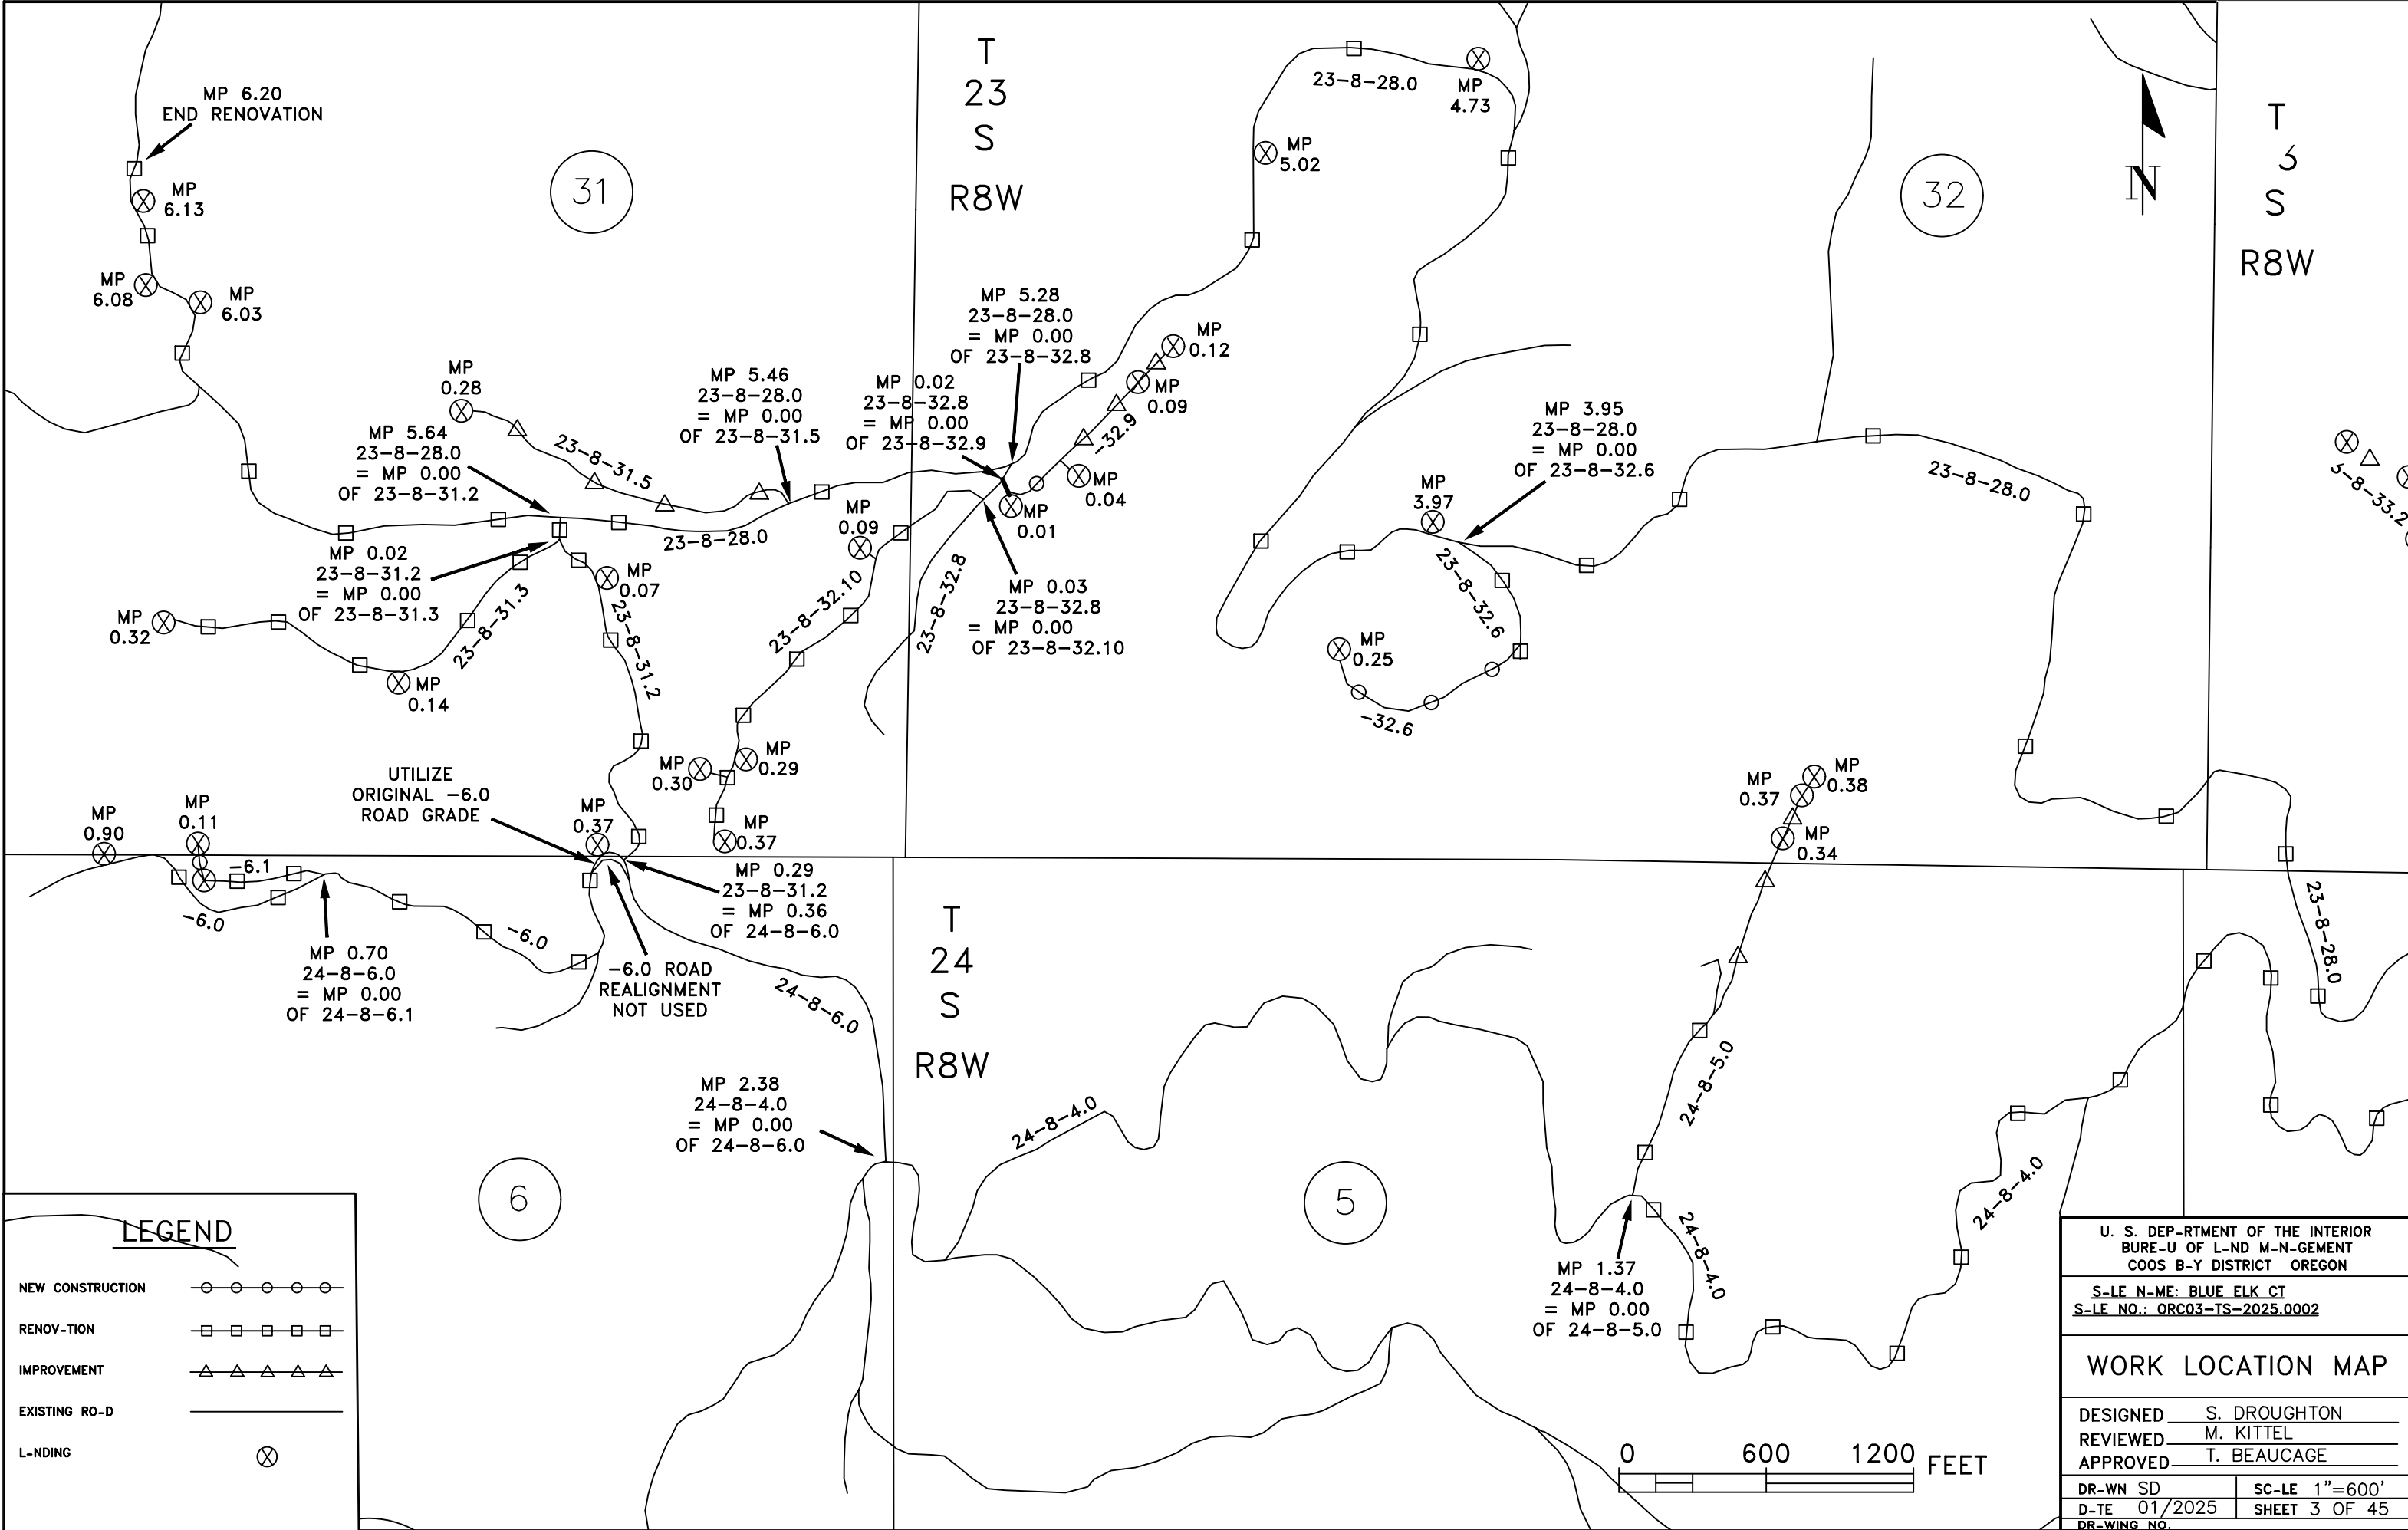 MP 6.20
END RENOVATION
MP
6.13
MP
6.08
MP
6.03
31
T
23
S
R8W
23-8-28.0
MP
4.73
MP
5.02
32
N
T
3
S
R8W
MP
0.28
23-8-31.5
MP 5.64
23-8-28.0
= MP 0.00
OF 23-8-31.2
MP 5.46
23-8-28.0
= MP 0.00
OF 23-8-31.5
MP 0.02
23-8-32.8
= MP 0.00
OF 23-8-32.9
MP 5.28
23-8-28.0
= MP 0.00
OF 23-8-32.8
MP
0.12
MP
0.09
-32.9
MP
0.04
MP
0.01
MP 3.95
23-8-28.0
= MP 0.00
OF 23-8-32.6
MP
3.97
23-8-28.0
3-8-33.2
23-8-28.0
MP
0.09
MP 0.02
23-8-31.2
= MP 0.00
OF 23-8-31.3
MP
0.07
23-8-31.2
MP
0.32
23-8-31.3
MP
0.14
23-8-32.10
23-8-32.8
MP 0.03
23-8-32.8
= MP 0.00
OF 23-8-32.10
23-8-32.6
MP
0.25
-32.6
MP
0.30
MP
0.29
MP
0.37
UTILIZE
ORIGINAL -6.0
ROAD GRADE
MP
0.37
MP
0.90
MP
0.11
-6.1
-6.0
-6.0
MP 0.29
23-8-31.2
= MP 0.36
OF 24-8-6.0
MP 0.70
24-8-6.0
= MP 0.00
OF 24-8-6.1
-6.0 ROAD
REALIGNMENT
NOT USED
24-8-6.0
MP
0.37
MP
0.38
MP
0.34
23-8-28.0
T
24
S
R8W
MP 2.38
24-8-4.0
= MP 0.00
OF 24-8-6.0
24-8-4.0
24-8-5.0
6
5
24-8-4.0
24-8-4.0
MP 1.37
24-8-4.0
= MP 0.00
OF 24-8-5.0
LEGEND
NEW CONSTRUCTION
RENOV-TION
IMPROVEMENT
EXISTING RO-D
L-NDING
0 600 1200 FEET
U. S. DEP-RTMENT OF THE INTERIOR
BURE-U OF L-ND M-N-GEMENT
COOS B-Y DISTRICT OREGON
S-LE N-ME: BLUE ELK CT
S-LE NO.: ORC03-TS-2025.0002
WORK LOCATION MAP
DESIGNED S. DROUGHTON
REVIEWED M. KITTEL
APPROVED T. BEAUCAGE
DR-WN SD SC-LE 1"=600'
D-TE 01/2025 SHEET 3 OF 45
DR-WING NO.